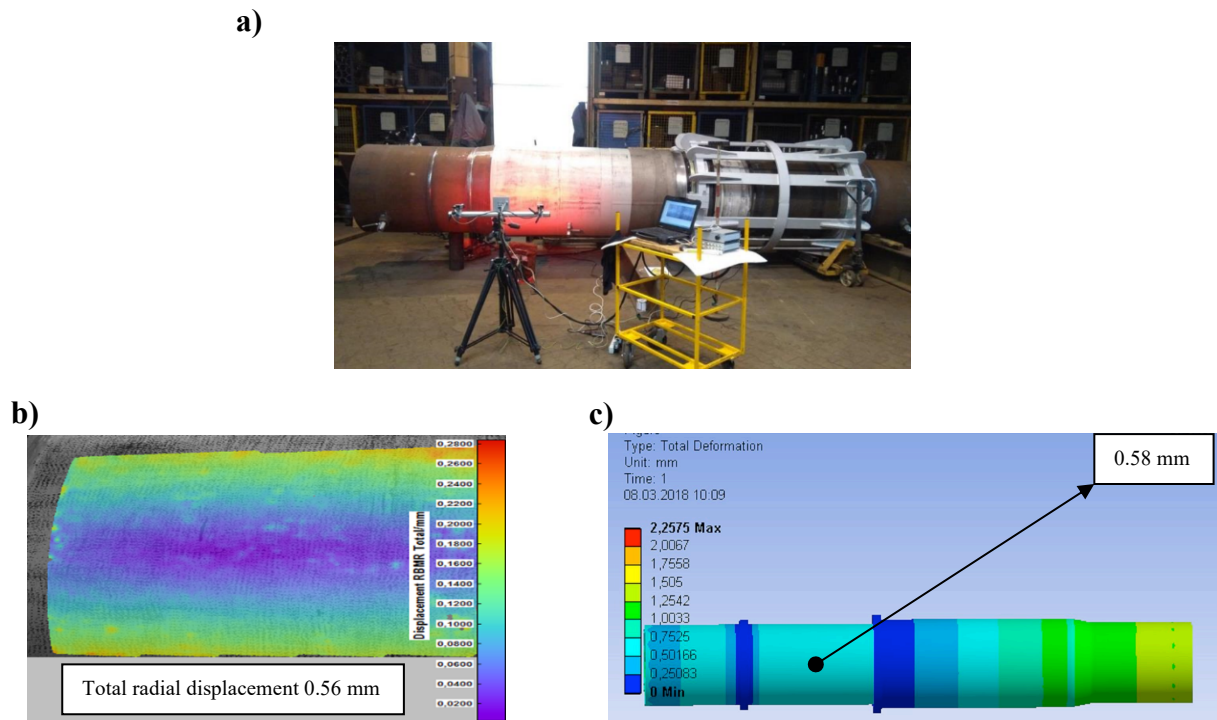 a)
b)
0,2800
0,2600
0,2400
0,2200
0,2000
0,1800
0,1600
0,1400
0,1200
0,1000
0,0800
0,0600
0,0400
0,0200
Displacement RBMR Total/mm
Total radial displacement 0.56 mm
c)
Type: Total Deformation
Unit: mm
Time: 1
08.03.2018 10:09
2,2575 Max
2,0067
1,7558
1,505
1,2542
1,0033
0,7525
0,50166
0,25083
0 Min
0.58 mm